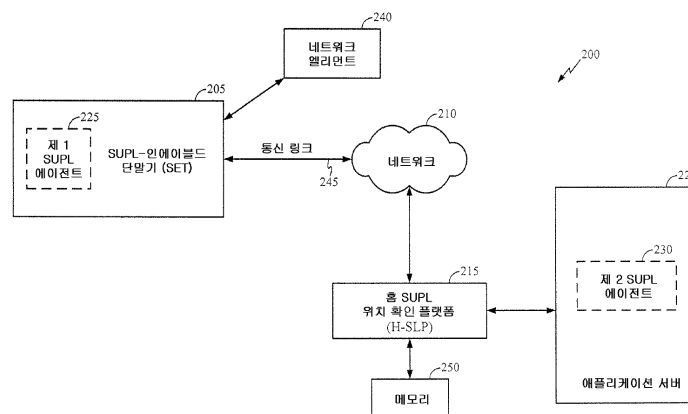 240
네트워크
엘리먼트
200
205
225
제 1
SUPL
에이전트
SUPL-인에이블드
단말기 (SET)
통신 링크
245
210
네트워크
230
제 2 SUPL
에이전트
215
홈 SUPL
위치 확인 플랫폼
(H-SLP)
250
메모리
애플리케이션 서버